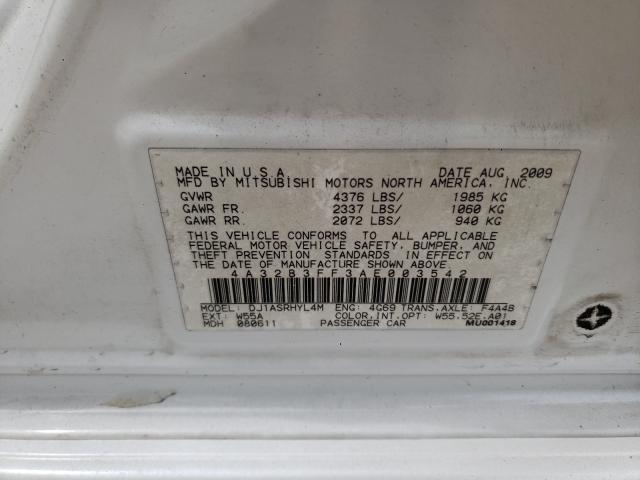 MADE IN U.S.A. DATE AUG 2009
MFD BY MITSUBISHI MOTORS NORTH AMERICA, INC.
GVWR 4376 LBS/ 1985 KG
GAWR FR. 2337 LBS/ 1060 KG
GAWR RR. 2072 LBS/ 940 KG
THIS VEHICLE CONFORMS TO ALL APPLICABLE
FEDERAL MOTOR VEHICLE SAFETY, BUMPER, AND
THEFT PREVENTION STANDARDS IN EFFECT ON
THE DATE OF MANUFACTURE SHOWN ABOVE.
4A32B3FF3AE003542
MODEL: DJ1ASRHYL4M ENG: 4G69 TRANS.AXLE: F4A4B
EXT: W55A COLOR,INT.OPT: W55.52E.A01
MDH 080611 PASSENGER CAR MU001418